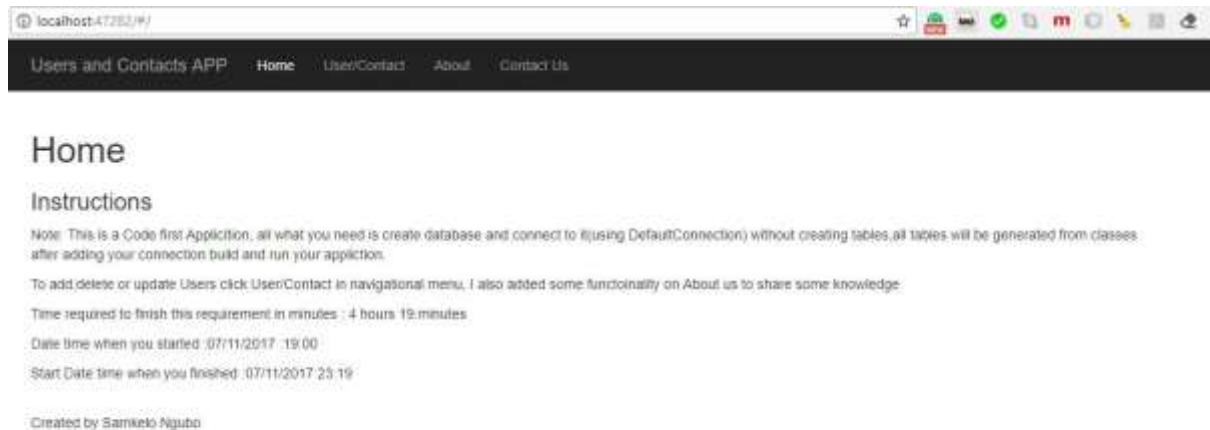 localhost:47282/#/
NEW
m
Users and Contacts APP Home User/Contact About Contact Us
Home
Instructions
Note: This is a Code first Appliction, all what you need is create database and connect to it(using DefaultConnection) without creating tables,all tables will be generated from classes
after adding your connection build and run your appliction.
To add,delete or update Users click User/Contact in navigational menu, I also added some functoinality on About us to share some knowledge
Time required to finish this requirement in minutes : 4 hours 19 minutes
Date time when you started :07/11/2017 19:00
Start Date time when you finished :07/11/2017 23:19
Created by Samkelo Ngubo